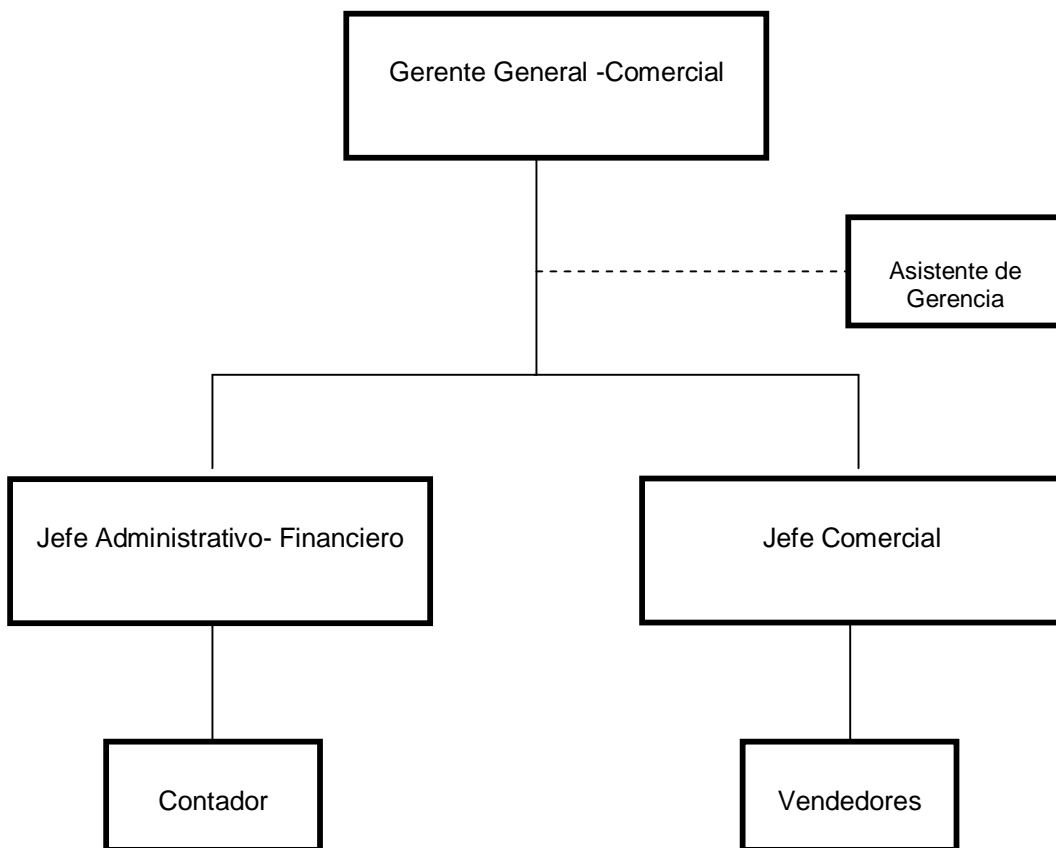 Gerente General -Comercial
Asistente de
Gerencia
Jefe Administrativo- Financiero
Jefe Comercial
Contador
Vendedores